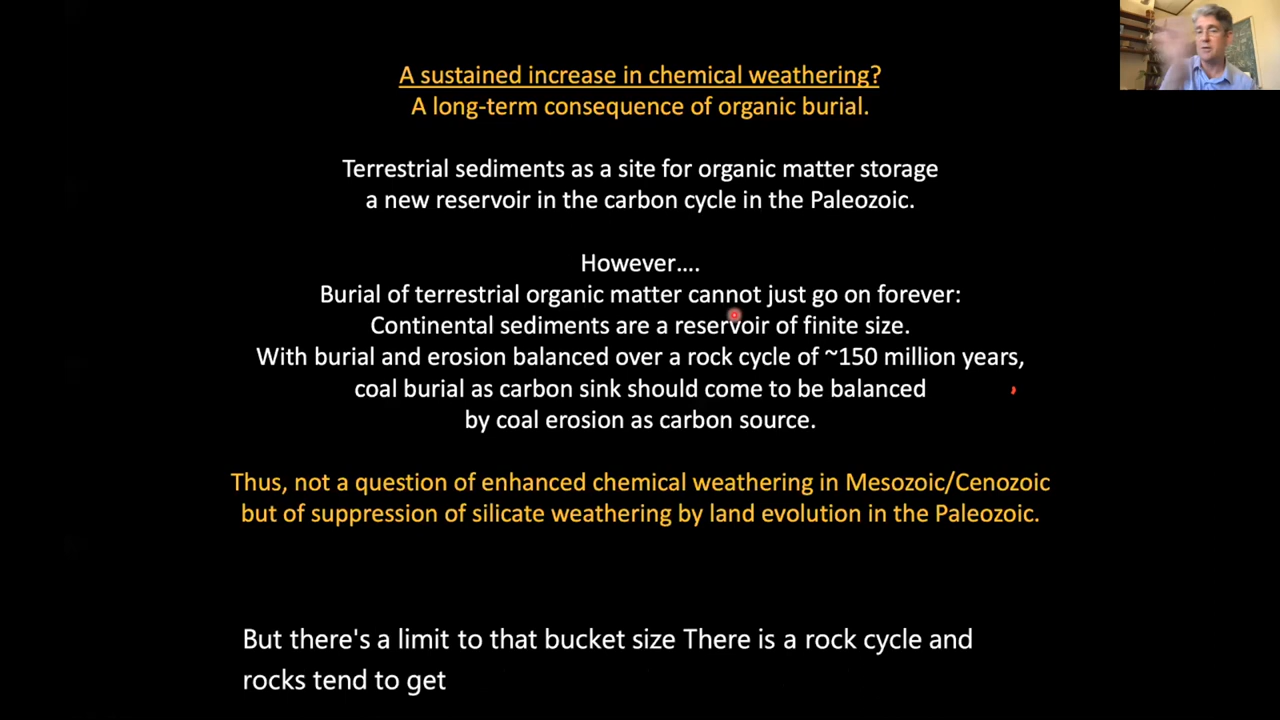 A sustained increase in chemical weathering?
A long-term consequence of organic burial.
Terrestrial sediments as a site for organic matter storage
a new reservoir in the carbon cycle in the Paleozoic.
However....
Burial of terrestrial organic matter cannot just go on forever:
Continental sediments are a reservoir of finite size.
With burial and erosion balanced over a rock cycle of ~150 million years,
coal burial as carbon sink should come to be balanced
by coal erosion as carbon source.
Thus, not a question of enhanced chemical weathering in Mesozoic/Cenozoic
but of suppression of silicate weathering by land evolution in the Paleozoic.
But there's a limit to that bucket size There is a rock cycle and
rocks tend to get